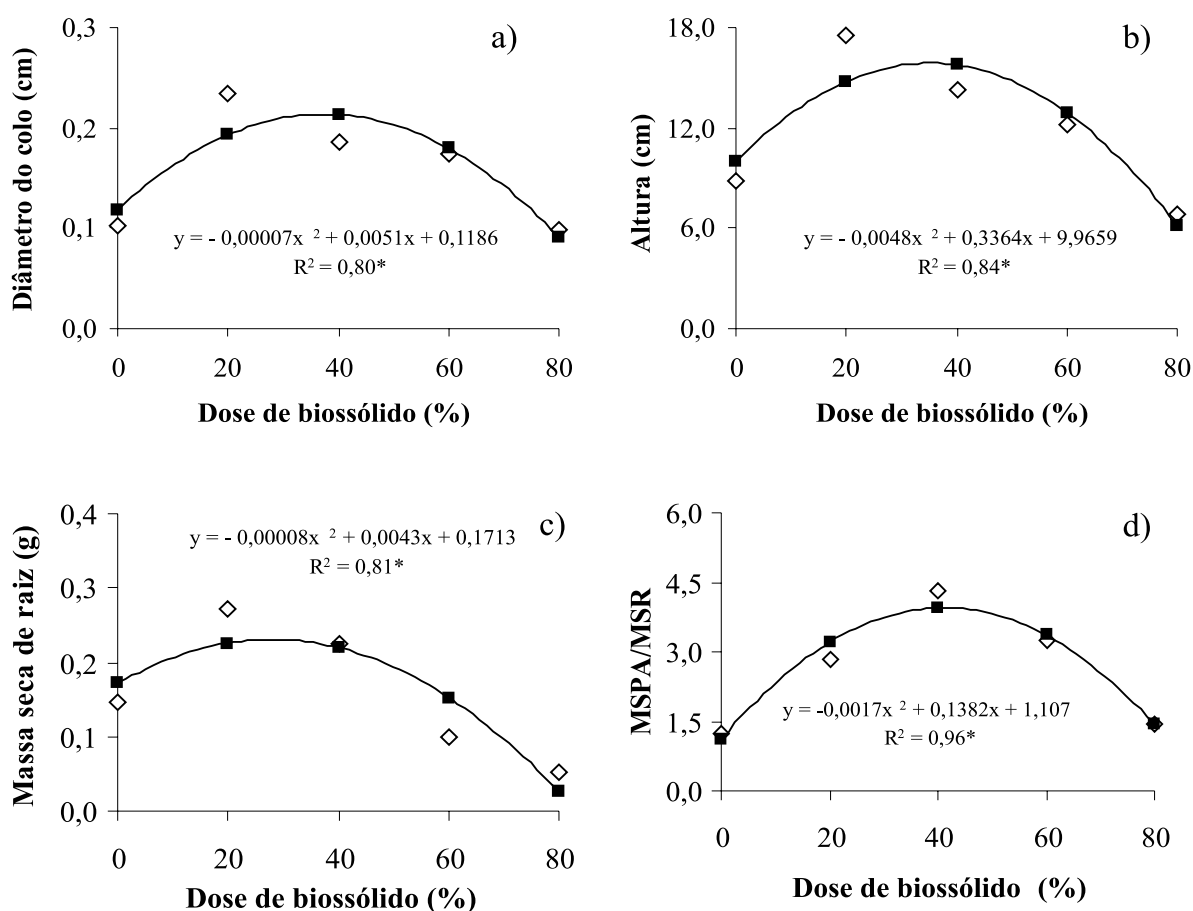 a)
Diâmetro do colo (cm)
0,3
0,2
0,1
0,0
y = - 0,00007x ² + 0,0051x + 0,1186
R² = 0,80*
0 20 40 60 80
Dose de biossólido (%)
b)
Altura (cm)
18,0
12,0
6,0
0,0
y = - 0,0048x ² + 0,3364x + 9,9659
R² = 0,84*
0 20 40 60 80
Dose de biossólido (%)
c)
Massa seca de raiz (g)
0,4
0,3
0,2
0,1
0,0
y = - 0,00008x ² + 0,0043x + 0,1713
R² = 0,81*
0 20 40 60 80
Dose de biossólido (%)
d)
MSPA/MSR
6,0
4,5
3,0
1,5
0,0
y = -0,0017x ² + 0,1382x + 1,107
R² = 0,96*
0 20 40 60 80
Dose de biossólido (%)